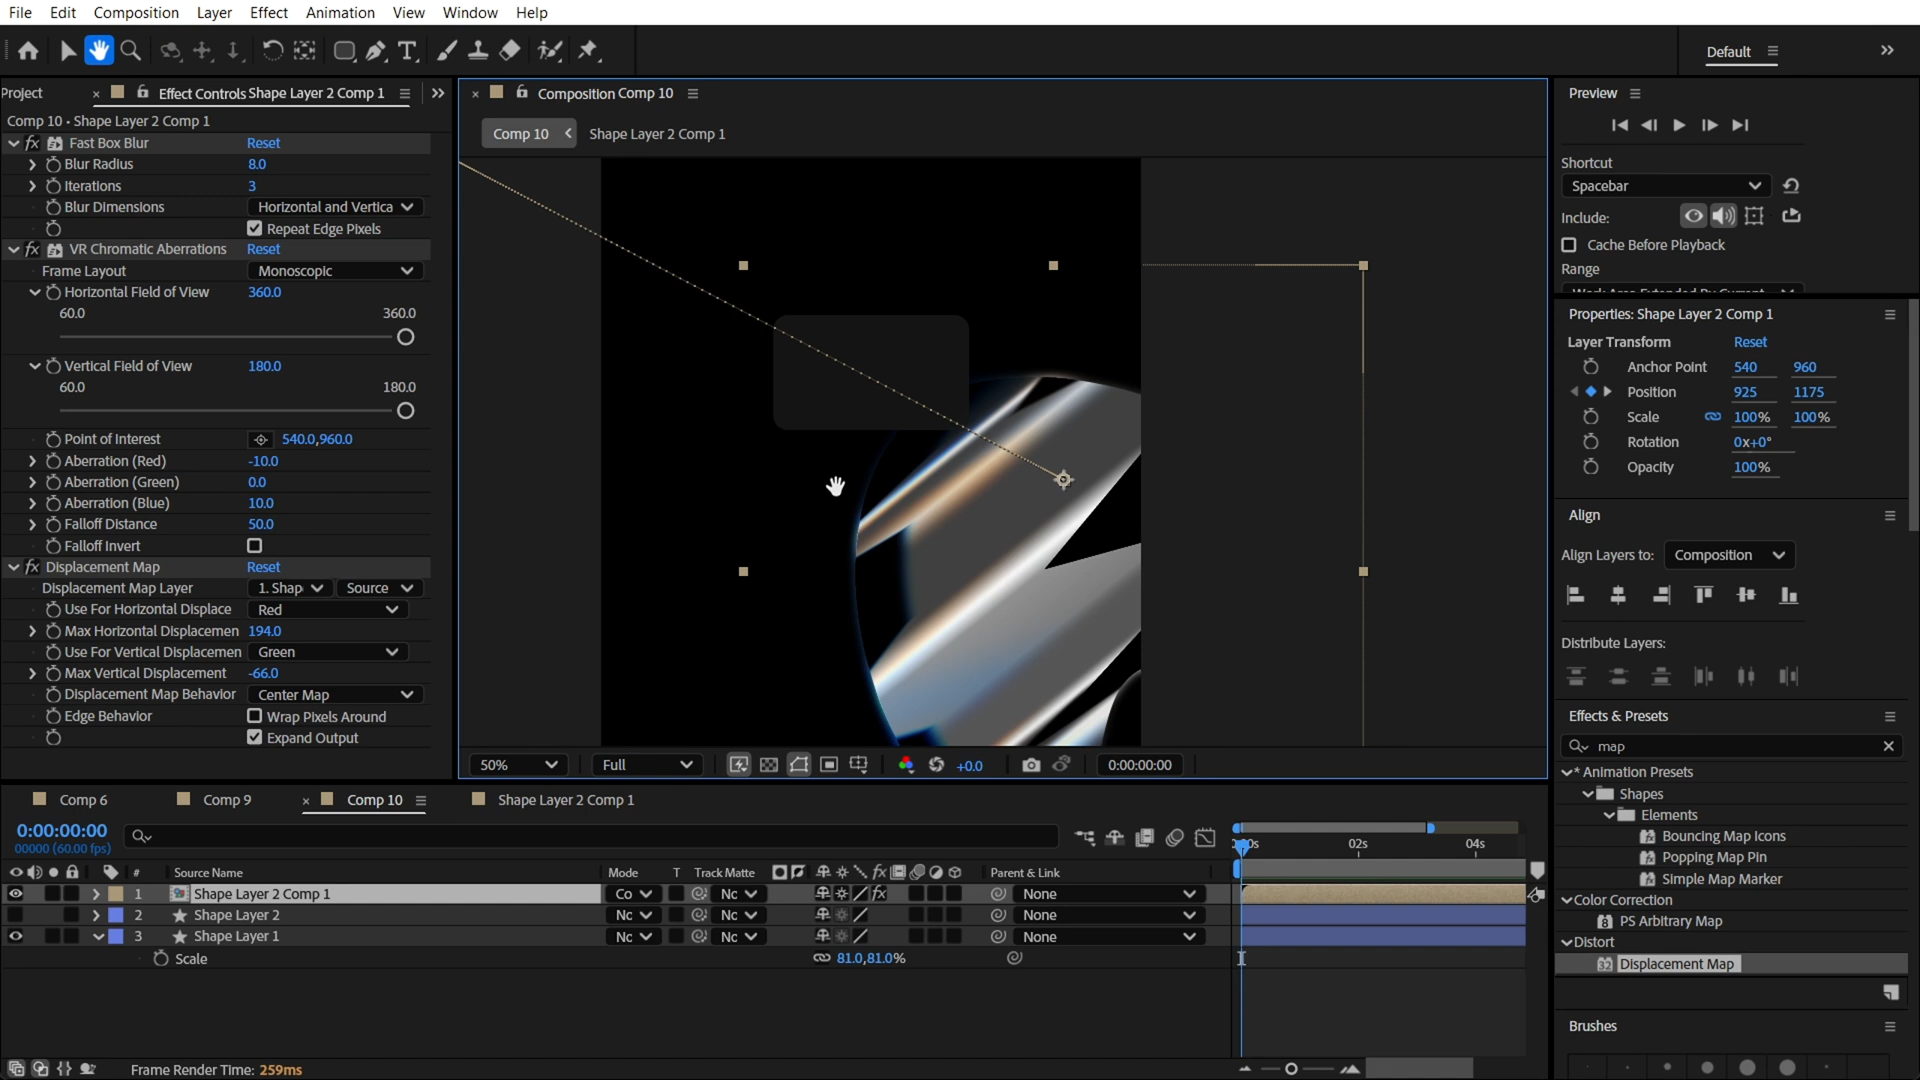 File Edit Composition Layer Effect Animation View Window Help
Default
Project × Effect Controls Shape Layer 2 Comp 1
Comp 10 • Shape Layer 2 Comp 1
fx Fast Box Blur Reset
Blur Radius 8.0
Iterations 3
Blur Dimensions Horizontal and Vertica
Repeat Edge Pixels
fx VR Chromatic Aberrations Reset
Frame Layout Monoscopic
Horizontal Field of View 360.0
60.0 360.0
Vertical Field of View 180.0
60.0 180.0
Point of Interest 540.0,960.0
Aberration (Red) -10.0
Aberration (Green) 0.0
Aberration (Blue) 10.0
Falloff Distance 50.0
Falloff Invert
fx Displacement Map Reset
Displacement Map Layer 1. Shap Source
Use For Horizontal Displace Red
Max Horizontal Displacemen 194.0
Use For Vertical Displacemen Green
Max Vertical Displacement -66.0
Displacement Map Behavior Center Map
Edge Behavior Wrap Pixels Around
Expand Output
× Composition Comp 10
Comp 10 Shape Layer 2 Comp 1
50% Full +0.0 0:00:00:00
Preview
Shortcut
Spacebar
Include:
Cache Before Playback
Range
Properties: Shape Layer 2 Comp 1
Layer Transform Reset
Anchor Point 540 960
Position 925 1175
Scale 100% 100%
Rotation 0x+0°
Opacity 100%
Align
Align Layers to: Composition
Distribute Layers:
Effects & Presets
map
* Animation Presets
Shapes
Elements
Bouncing Map Icons
Popping Map Pin
Simple Map Marker
Color Correction
8 PS Arbitrary Map
Distort
32 Displacement Map
Brushes
Comp 6 Comp 9 × Comp 10 Shape Layer 2 Comp 1
0:00:00:00
00000 (60.00 fps)
02s 04s
# Source Name Mode T Track Matte fx Parent & Link
1 Shape Layer 2 Comp 1 Co Nc fx None
2 Shape Layer 2 Nc Nc None
3 Shape Layer 1 Nc Nc None
Scale 81.0,81.0%
Frame Render Time: 259ms